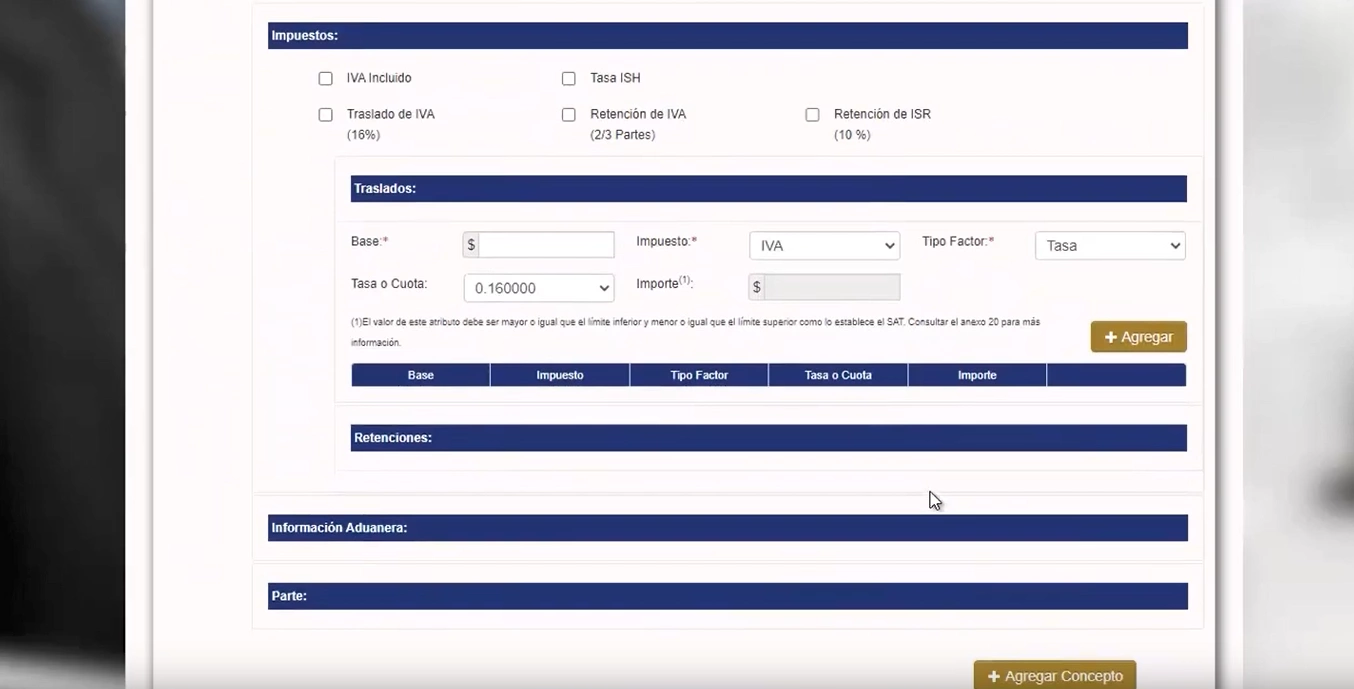 Impuestos:
IVA Incluido
Tasa ISH
Traslado de IVA
(16%)
Retención de IVA
(2/3 Partes)
Retención de ISR
(10 %)
Traslados:
Base:*
$
Impuesto:*
IVA
Tipo Factor:*
Tasa
Tasa o Cuota:
0.160000
Importe(1):
$
(1)El valor de este atributo debe ser mayor o igual que el límite inferior y menor o igual que el límite superior como lo establece el SAT. Consultar el anexo 20 para más
información.
+ Agregar
Base Impuesto Tipo Factor Tasa o Cuota Importe
Retenciones:
Información Aduanera:
Parte:
+ Agregar Concepto